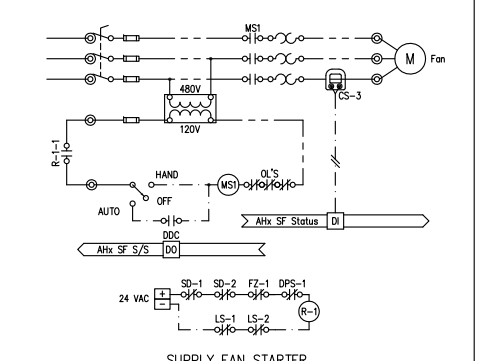 MS1
M
Fan
480V
CS-3
120V
R-1-1
HAND
OL'S
MS1
OFF
AUTO
AHx SF Status
DI
DDC
AHx SF S/S
DO
SD-1 SD-2 FZ-1 DPS-1
24 VAC
+
−
R-1
LS-1 LS-2
SUPPLY FAN STARTER